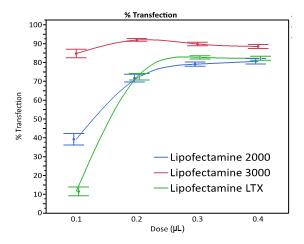 % Transfection
100
90
80
70
60
50
40
30
20
10
0
% Transfection
Lipofectamine 2000
Lipofectamine 3000
Lipofectamine LTX
0.1 0.2 0.3 0.4
Dose (µL)